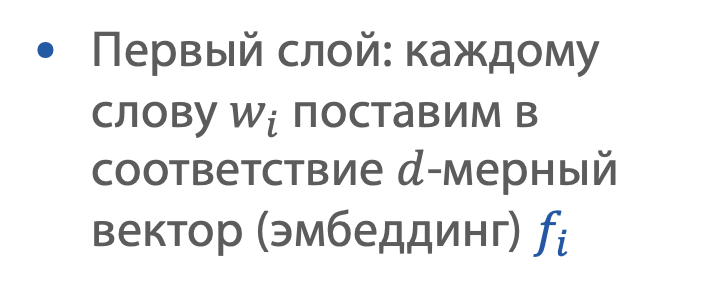 • Первый слой: каждому
слову wᵢ поставим в
соответствие d-мерный
вектор (эмбеддинг) fᵢ